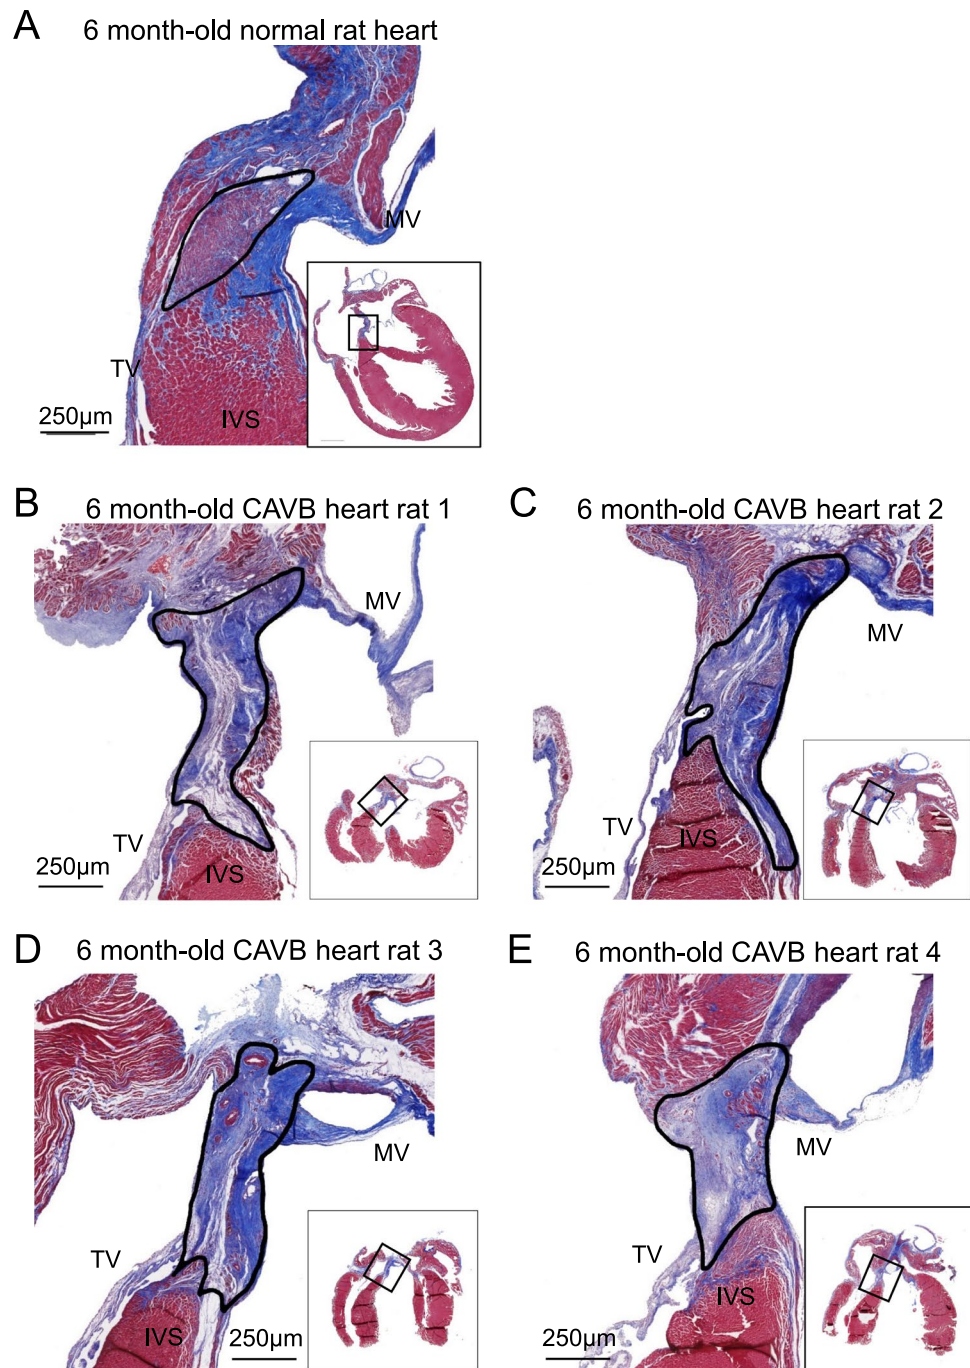 A 6 month-old normal rat heart
MV
TV
IVS
250µm
B 6 month-old CAVB heart rat 1
MV
TV
IVS
250µm
C 6 month-old CAVB heart rat 2
MV
TV
IVS
250µm
D 6 month-old CAVB heart rat 3
MV
TV
IVS
250µm
E 6 month-old CAVB heart rat 4
MV
TV
IVS
250µm